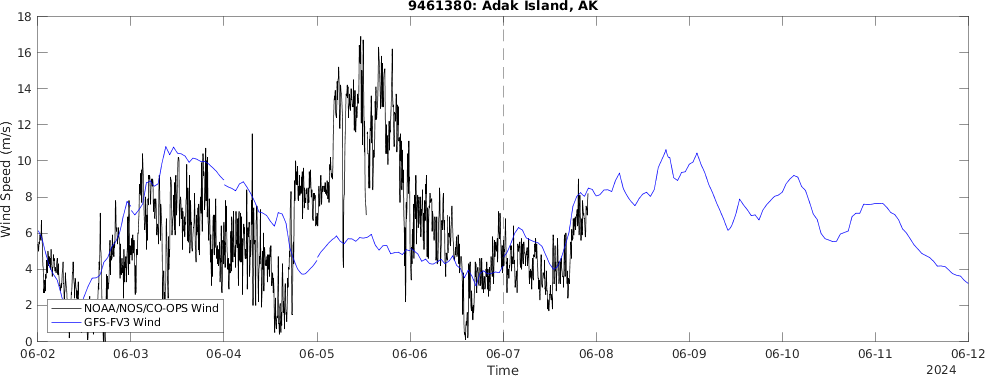 9461380: Adak Island, AK
Wind Speed (m/s)
18
16
14
12
10
8
6
4
2
0
NOAA/NOS/CO-OPS Wind
GFS-FV3 Wind
06-02 06-03 06-04 06-05 06-06 06-07 06-08 06-09 06-10 06-11 06-12
Time
2024